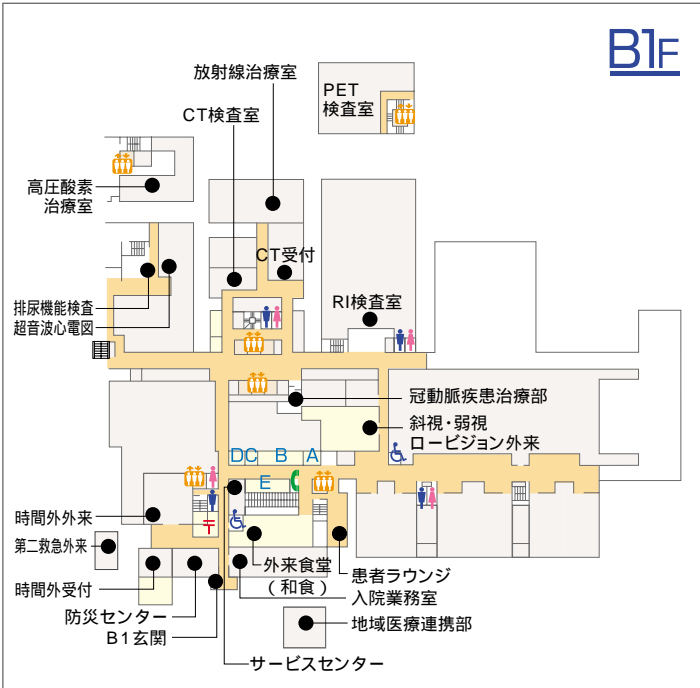 B1F
放射線治療室
PET
検査室
CT検査室
高圧酸素
治療室
CT受付
排尿機能検査
超音波心電図
RI検査室
冠動脈疾患治療部
斜視・弱視
ロービジョン外来
DC B A
E
〒
時間外外来
第二救急外来
外来食堂
(和食)
患者ラウンジ
時間外受付
入院業務室
防災センター
地域医療連携部
B1玄関
サービスセンター